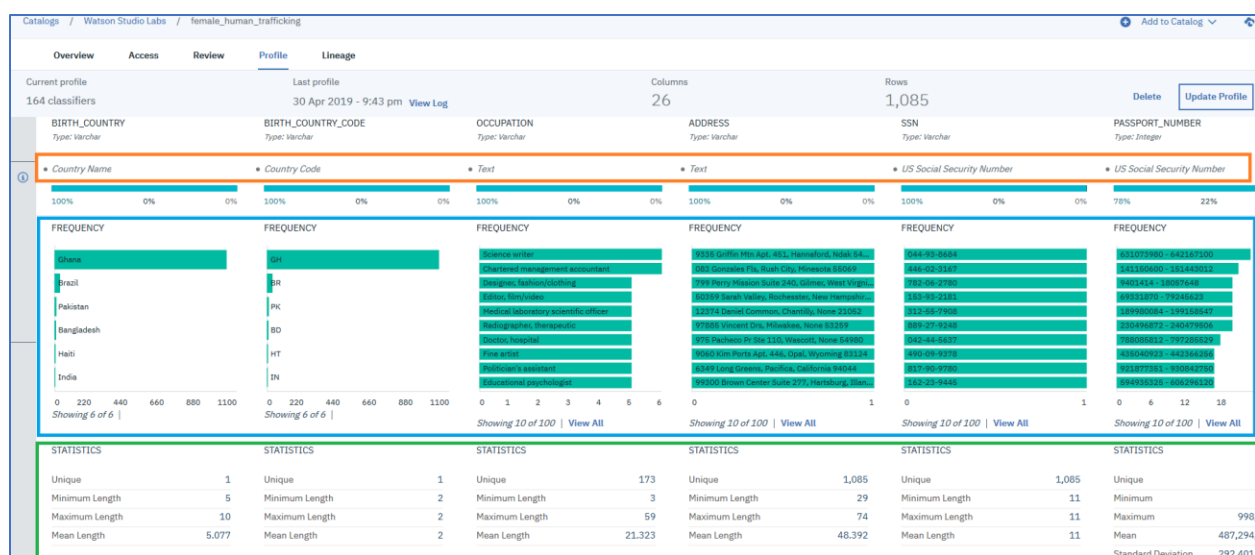 Catalogs / Watson Studio Labs / female_human_trafficking Add to Catalog
Overview Access Review Profile Lineage
Current profile Last profile Columns Rows
164 classifiers 30 Apr 2019 - 9:43 pm View Log 26 1,085 Delete Update Profile
BIRTH_COUNTRY BIRTH_COUNTRY_CODE OCCUPATION ADDRESS SSN PASSPORT_NUMBER
Type: Varchar Type: Varchar Type: Varchar Type: Varchar Type: Varchar Type: Integer
Country Name Country Code Text Text US Social Security Number US Social Security Number
100% 0% 0% 100% 0% 0% 100% 0% 0% 100% 0% 0% 100% 0% 0% 78% 22%
FREQUENCY FREQUENCY FREQUENCY FREQUENCY FREQUENCY FREQUENCY
Ghana GH Science writer 9335 Griffin Mtn Apt. 461, Hannaford, Ndak 54... 044-93-8684 631073980 - 642167100
Chartered management accountant 083 Gonzales Fls, Rush City, Minesota 55069 446-02-3167 141150600 - 151443012
Brazil BR Designer, fashion/clothing 799 Perry Mission Suite 240, Gilmer, West Virgni... 782-06-2780 9401414 - 18057648
Editor, film/video 50359 Sarah Valley, Rochesster, New Hampshir... 153-93-2181 69331870 - 79245623
Pakistan PK Medical laboratory scientific officer 12374 Daniel Common, Chantilly, None 21052 312-55-7908 189980084 - 199158547
Bangladesh BD Radiographer, therapeutic 97885 Vincent Drs, Milwakee, None 53259 889-27-9248 230496872 - 240479506
Doctor, hospital 975 Pacheco Pr Ste 110, Wascott, None 54980 042-44-5637 788085812 - 797285529
Haiti HT Fine artist 9060 Kim Ports Apt. 446, Opal, Wyoming 83124 490-09-9378 435040923 - 442366256
Politician's assistant 6349 Long Greens, Pacifica, California 94044 817-90-9780 921877351 - 930842750
India IN Educational psychologist 99300 Brown Center Suite 277, Hartsburg, Illan... 162-23-9445 594935325 - 606296120
0 220 440 660 880 1100 0 220 440 660 880 1100 0 1 2 3 4 5 6 0 1 0 1 0 6 12 18
Showing 6 of 6 | Showing 6 of 6 | Showing 10 of 100 | View All Showing 10 of 100 | View All Showing 10 of 100 | View All Showing 10 of 100 | View All
STATISTICS STATISTICS STATISTICS STATISTICS STATISTICS STATISTICS
Unique 1 Unique 1 Unique 173 Unique 1,085 Unique 1,085 Unique
Minimum Length 5 Minimum Length 2 Minimum Length 3 Minimum Length 29 Minimum Length 11 Minimum
Maximum Length 10 Maximum Length 2 Maximum Length 59 Maximum Length 74 Maximum Length 11 Maximum 998
Mean Length 5.077 Mean Length 2 Mean Length 21.323 Mean Length 48.392 Mean Length 11 Mean 487,294
Standard Deviation 292,401